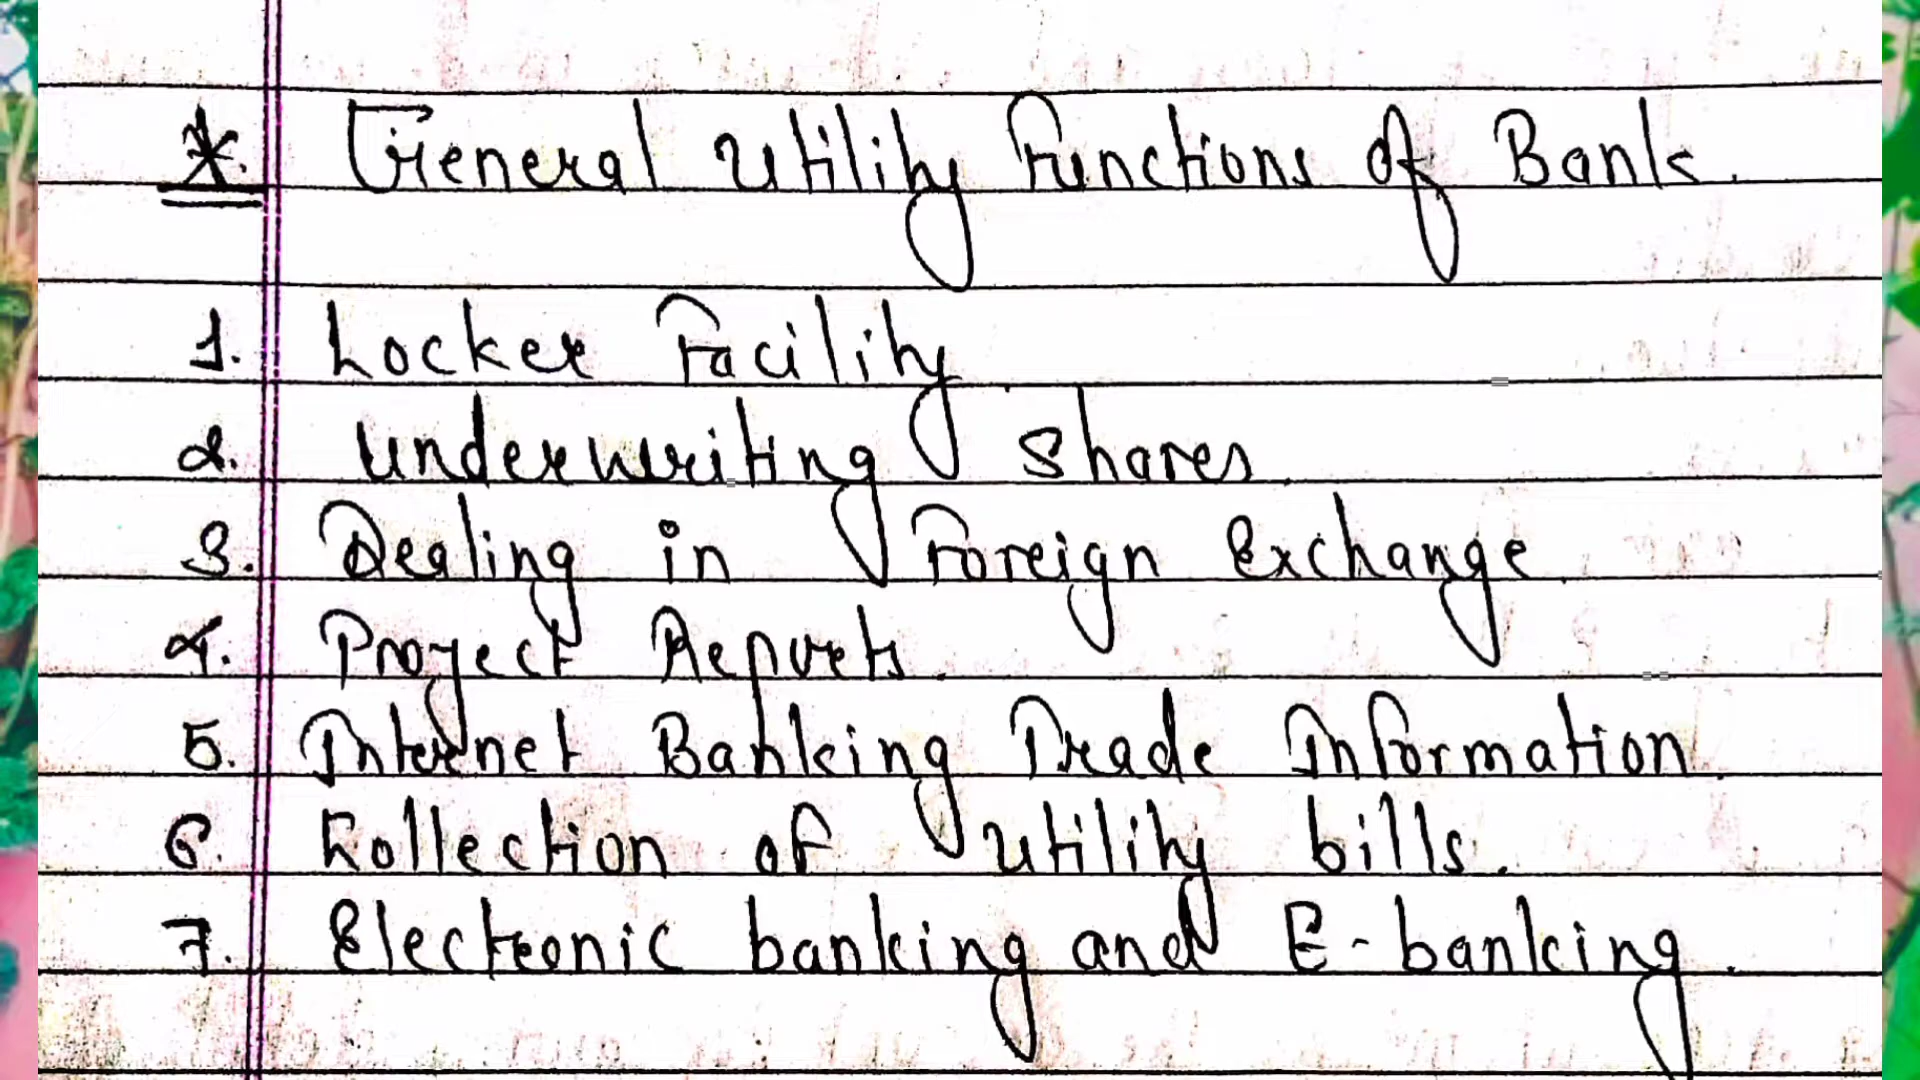 *. General Utility Functions of Bank.
1. Locker Facility.
2. Underwriting Shares.
3. Dealing in Foreign Exchange.
4. Project Reports.
5. Internet Banking Trade Information.
6. Collection of Utility bills.
7. Electronic banking and E-banking.